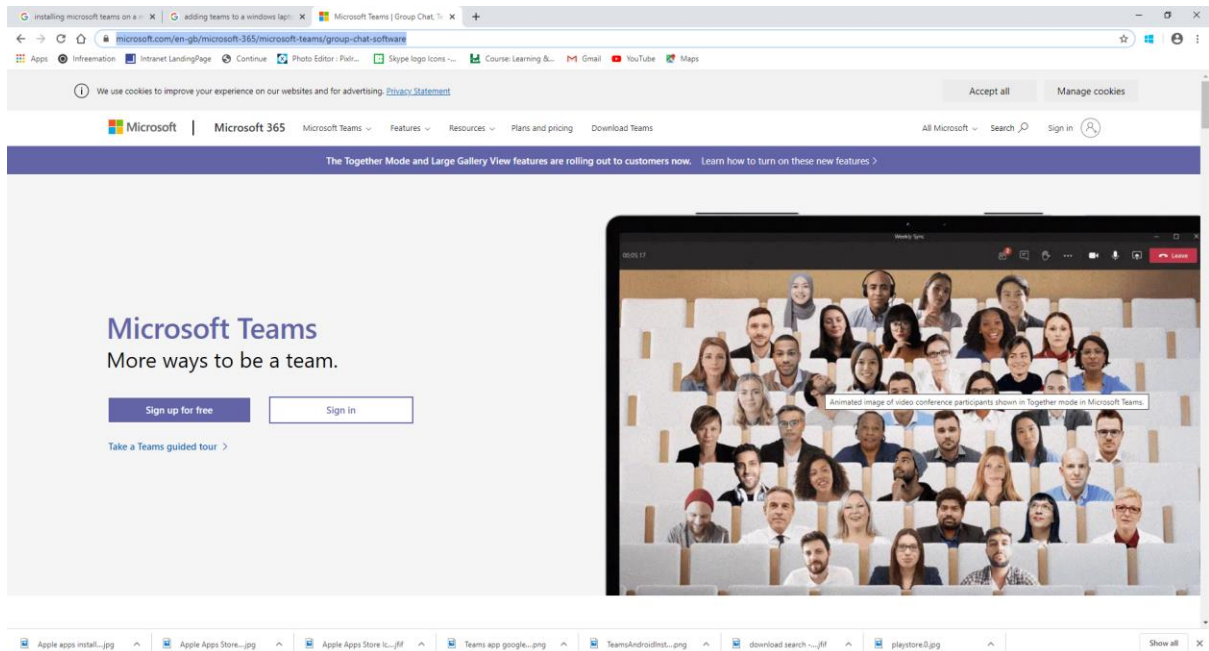 installing microsoft teams on a m
adding teams to a windows lapt
Microsoft Teams | Group Chat, Te
microsoft.com/en-gb/microsoft-365/microsoft-teams/group-chat-software
Apps Infreemation Intranet LandingPage Continue Photo Editor : Pixlr... Skype logo Icons -... Course: Learning &... Gmail YouTube Maps
We use cookies to improve your experience on our websites and for advertising. Privacy Statement
Accept all Manage cookies
Microsoft | Microsoft 365 Microsoft Teams Features Resources Plans and pricing Download Teams All Microsoft Search Sign in
The Together Mode and Large Gallery View features are rolling out to customers now. Learn how to turn on these new features >
Weekly Sync
00:05:17
2
Leave
Microsoft Teams
More ways to be a team.
Sign up for free Sign in
Take a Teams guided tour >
Animated image of video conference participants shown in Together mode in Microsoft Teams.
Apple apps install....jpg Apple Apps Store....jpg Apple Apps Store Ic....jfif Teams app google....png TeamsAndroidInst....png download search -....jfif playstore.0.jpg Show all